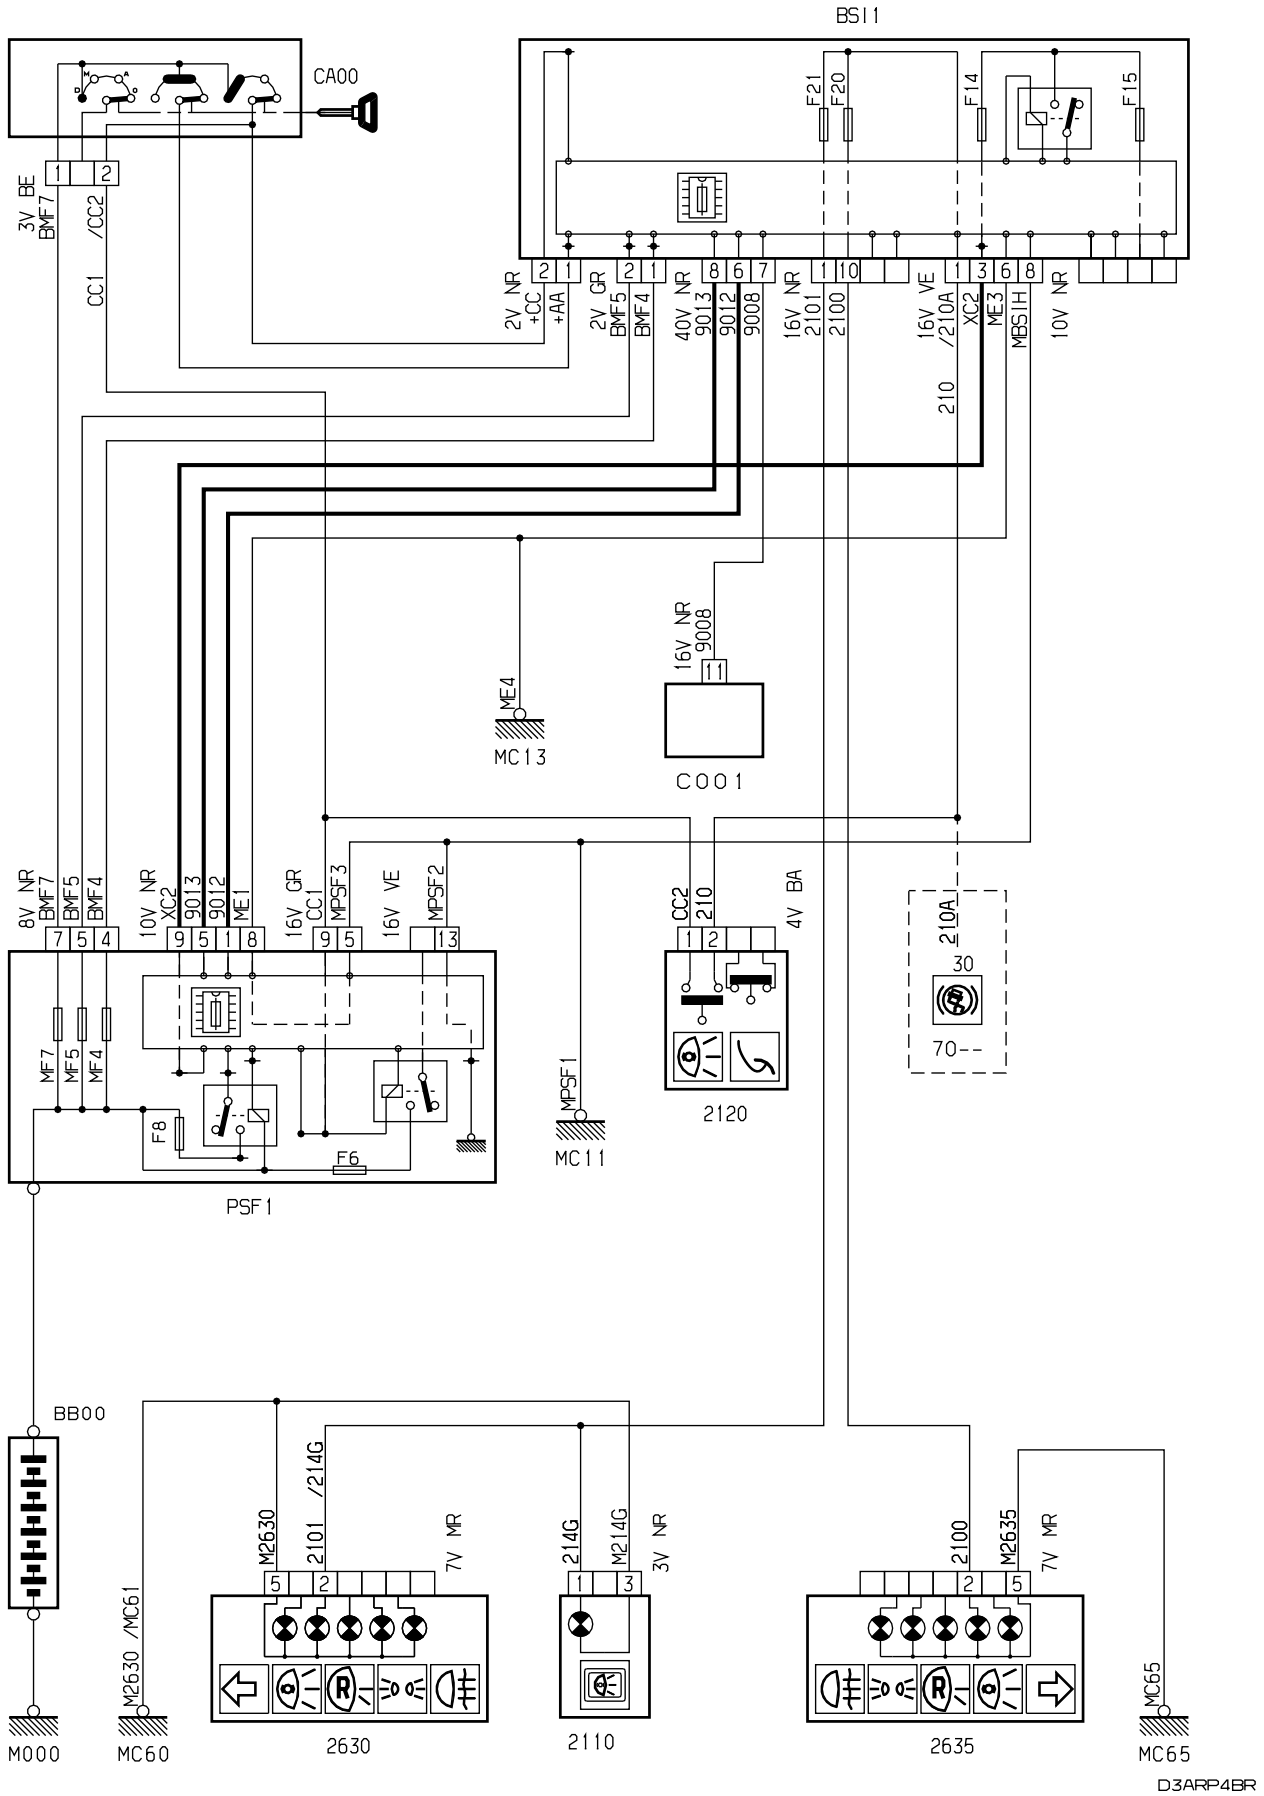 BSI1
CA00
M A
D O
F21
F20
F14
F15
1 2
3V BE
BMF7
/CC2
CC1
2 1 2 1 8 6 7 1 10 1 3 6 8
2V NR
+CC
+AA
2V GR
BMF5
BMF4
40V NR
9013
9012
9008
16V NR
2101
2100
16V VE
/210A
XC2
ME3
MBSIH
10V NR
210
16V NR
9008
11
C001
ME4
MC13
8V NR
BMF7
BMF5
BMF4
10V NR
XC2
9013
9012
ME1
16V GR
CC1
MPSF3
16V VE
MPSF2
CC2
210
4V BA
210A
7 5 4 9 5 1 8 9 5 13 1 2
30
70--
MF7
MF5
MF4
F8
F6
PSF1
MPSF1
MC11
2120
BB00
M2630
2101
/214G
7V MR
214G
M214G
3V NR
2100
M2635
7V MR
5 2 1 3 2 5
M2630 /MC61
MC65
R R
M000
MC60
2630
2110
2635
MC65
D3ARP4BR